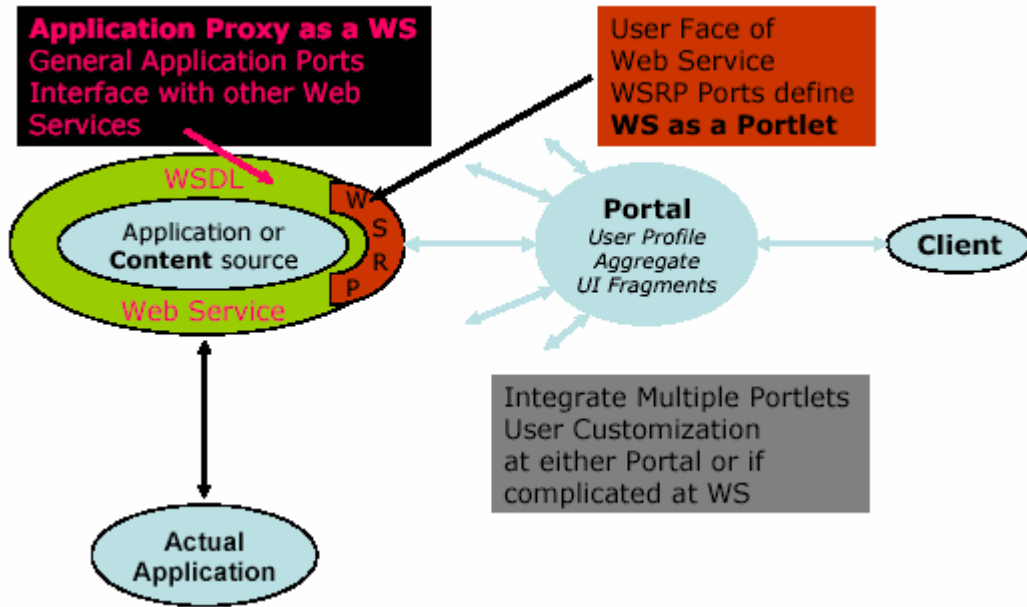 Application Proxy as a WS
General Application Ports
Interface with other Web
Services
User Face of
Web Service
WSRP Ports define
WS as a Portlet
WSDL
Application or
Content source
Web Service
W
S
R
P
Portal
User Profile
Aggregate
UI Fragments
Client
Integrate Multiple Portlets
User Customization
at either Portal or if
complicated at WS
Actual
Application